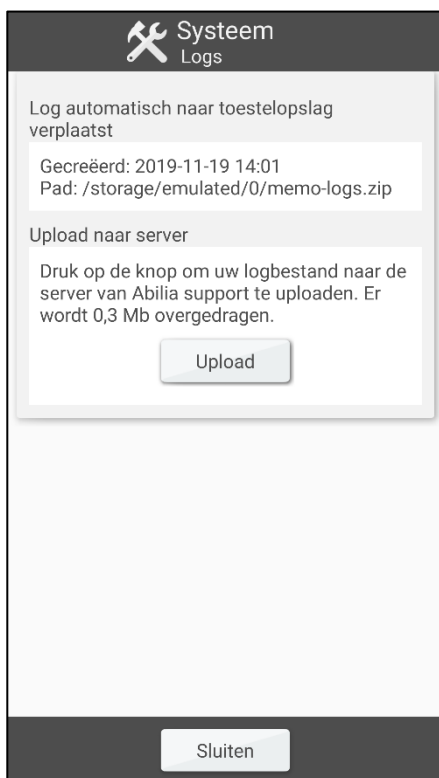 Systeem
Logs
Log automatisch naar toestelopslag
verplaatst
Gecreëerd: 2019-11-19 14:01
Pad: /storage/emulated/0/memo-logs.zip
Upload naar server
Druk op de knop om uw logbestand naar de
server van Abilia support te uploaden. Er
wordt 0,3 Mb overgedragen.
Upload
Sluiten